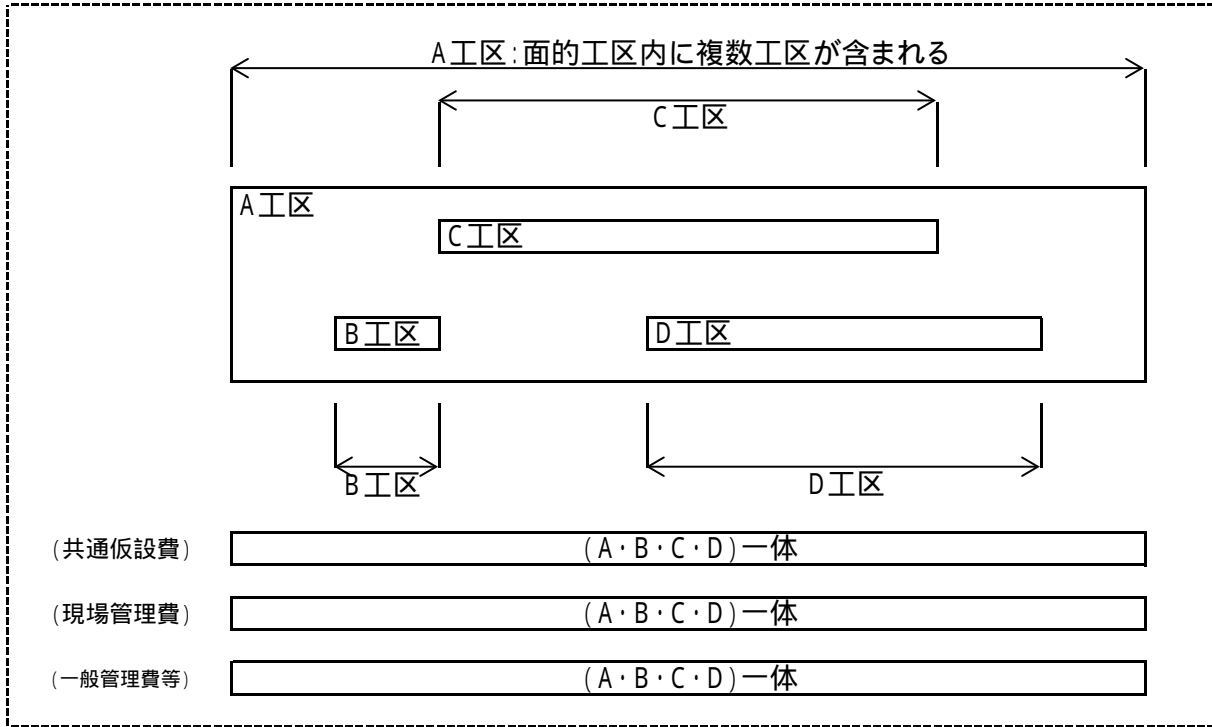 A工区:面的工区内に複数工区が含まれる
C工区
A工区
C工区
B工区 D工区
B工区 D工区
(共通仮設費) (A・B・C・D)一体
(現場管理費) (A・B・C・D)一体
(一般管理費等) (A・B・C・D)一体